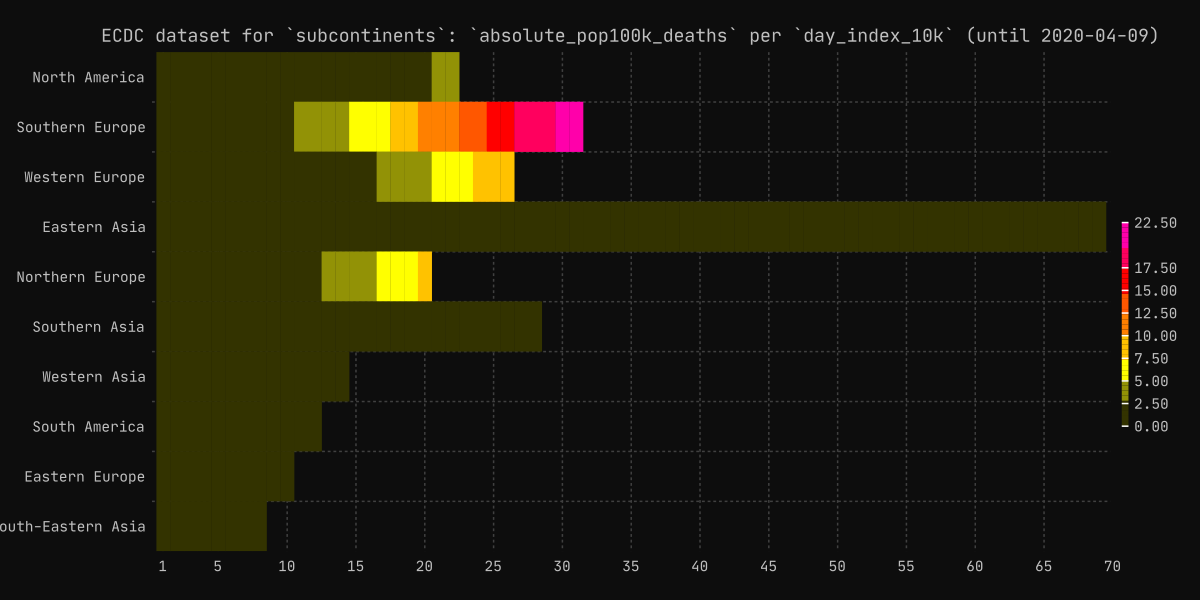 ECDC dataset for `subcontinents`: `absolute_pop100k_deaths` per `day_index_10k` (until 2020-04-09)
North America
Southern Europe
Western Europe
Eastern Asia
Northern Europe
Southern Asia
Western Asia
South America
Eastern Europe
outh-Eastern Asia
1 5 10 15 20 25 30 35 40 45 50 55 60 65 70
22.50
17.50
15.00
12.50
10.00
7.50
5.00
2.50
0.00